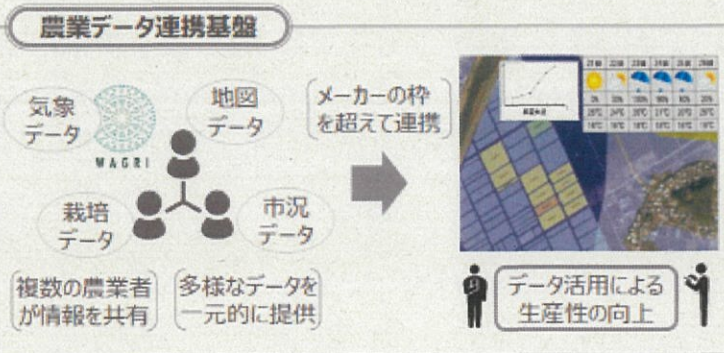 農業データ連携基盤
気象
データ
WAGRI
地図
データ
栽培
データ
市況
データ
複数の農業者
が情報を共有
多様なデータを
一元的に提供
メーカーの枠
を超えて連携
データ活用による
生産性の向上